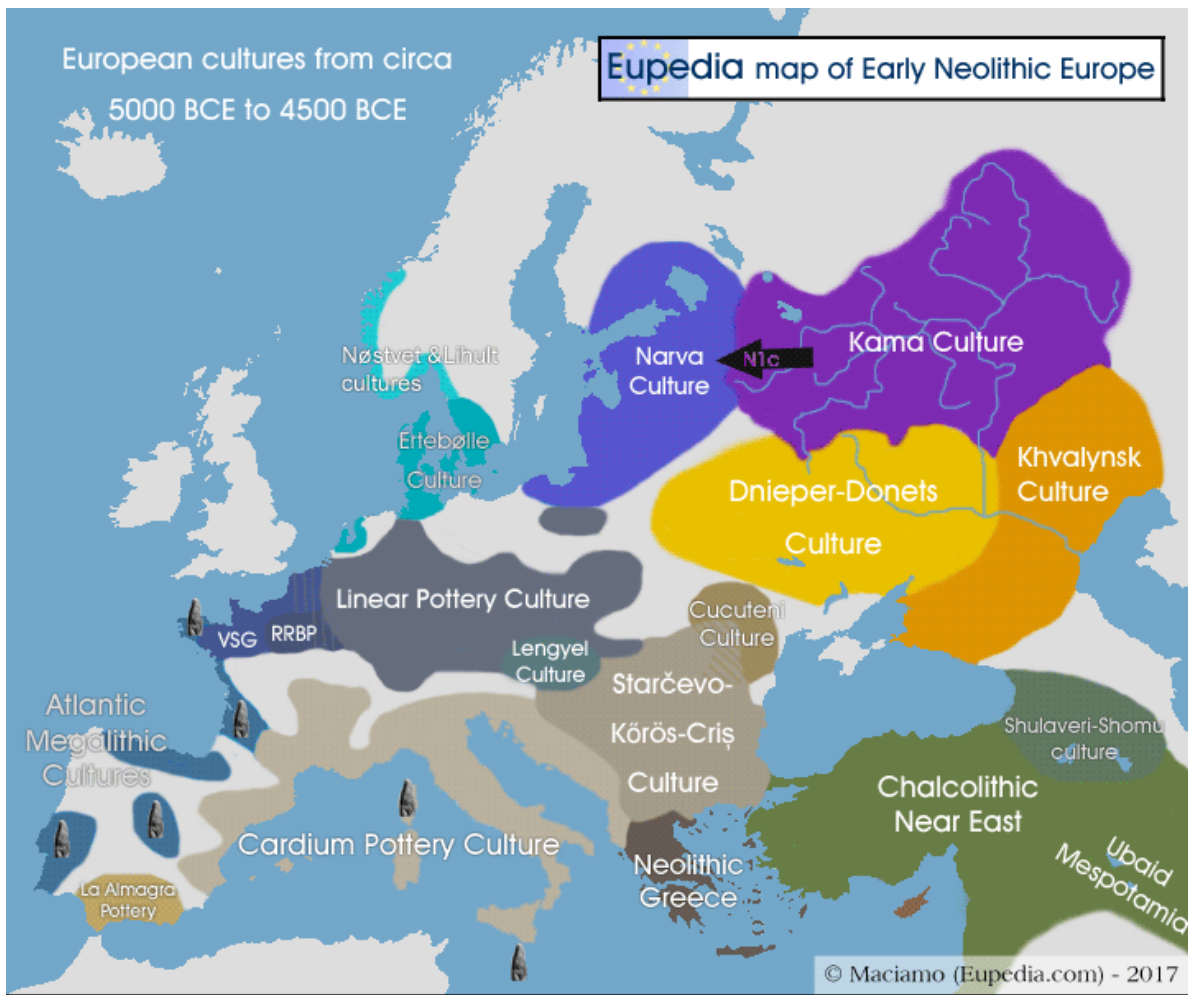 European cultures from circa
5000 BCE to 4500 BCE
Eupedia map of Early Neolithic Europe
Kama Culture
N1c
Narva
Culture
Nøstvet & Lihult
cultures
Ertebølle
Culture
Khvalynsk
Culture
Dnieper-Donets
Culture
Linear Pottery Culture
VSG
RRBP
Cucuteni
Culture
Lengyel
Culture
Starčevo-
Kőrös-Criș
Culture
Atlantic
Megalithic
Cultures
Shulaveri-Shomu
culture
Chalcolithic
Near East
Cardium Pottery Culture
Neolithic
Greece
Ubaid
Mespotamia
La Almagra
Pottery
© Maciamo (Eupedia.com) - 2017